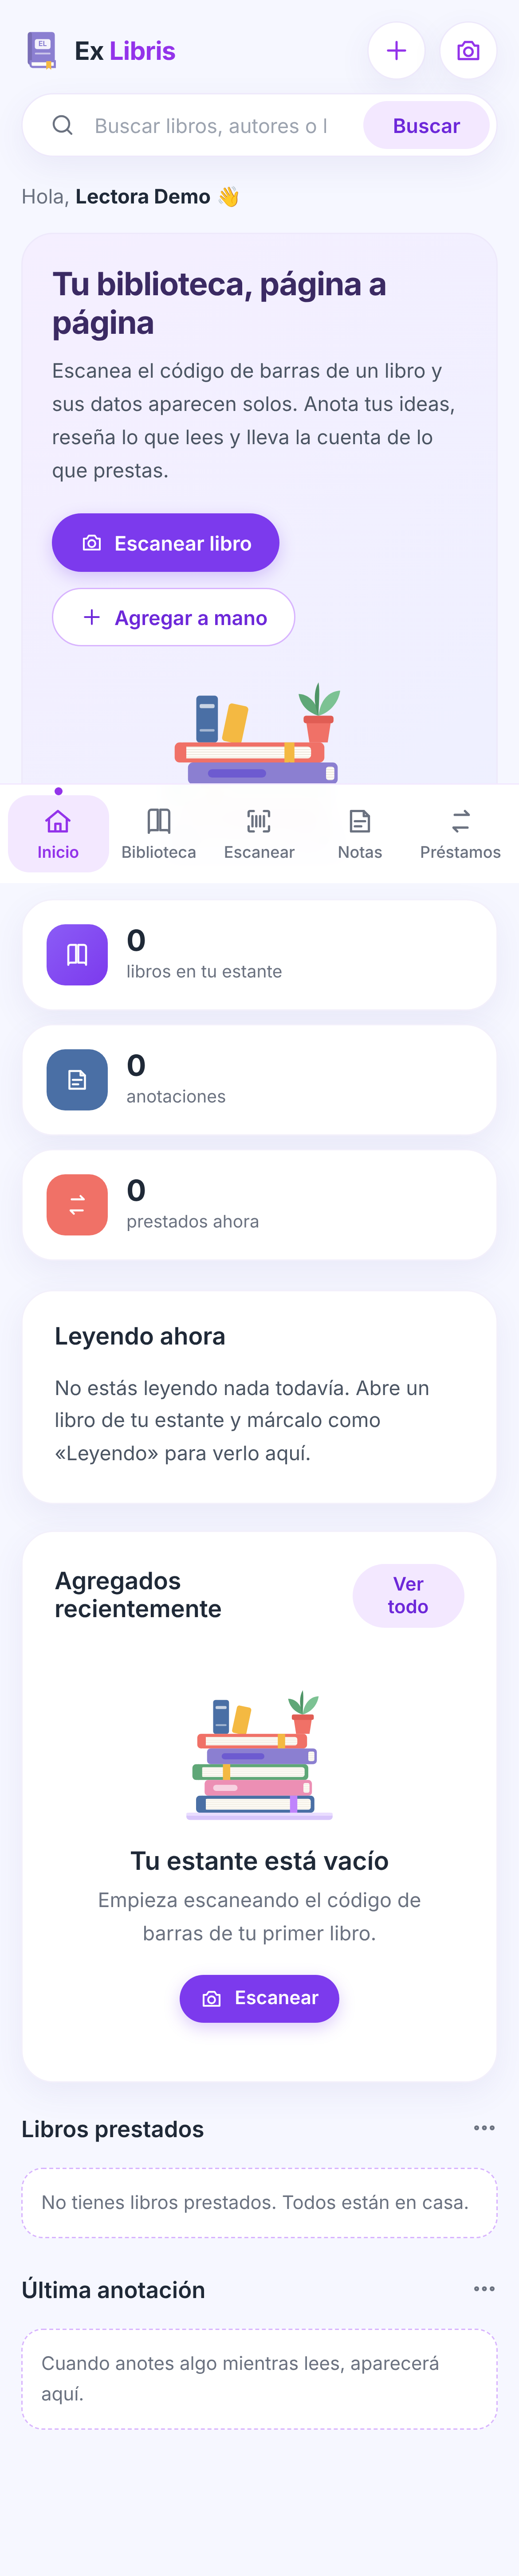 EL
Ex Libris
Buscar libros, autores o l
Buscar
Hola, Lectora Demo 👋
Tu biblioteca, página a
página
Escanea el código de barras de un libro y
sus datos aparecen solos. Anota tus ideas,
reseña lo que lees y lleva la cuenta de lo
que prestas.
Escanear libro
Agregar a mano
Inicio
Biblioteca
Escanear
Notas
Préstamos
0
libros en tu estante
0
anotaciones
0
prestados ahora
Leyendo ahora
No estás leyendo nada todavía. Abre un
libro de tu estante y márcalo como
«Leyendo» para verlo aquí.
Agregados
recientemente
Ver
todo
Tu estante está vacío
Empieza escaneando el código de
barras de tu primer libro.
Escanear
Libros prestados
No tienes libros prestados. Todos están en casa.
Última anotación
Cuando anotes algo mientras lees, aparecerá
aquí.